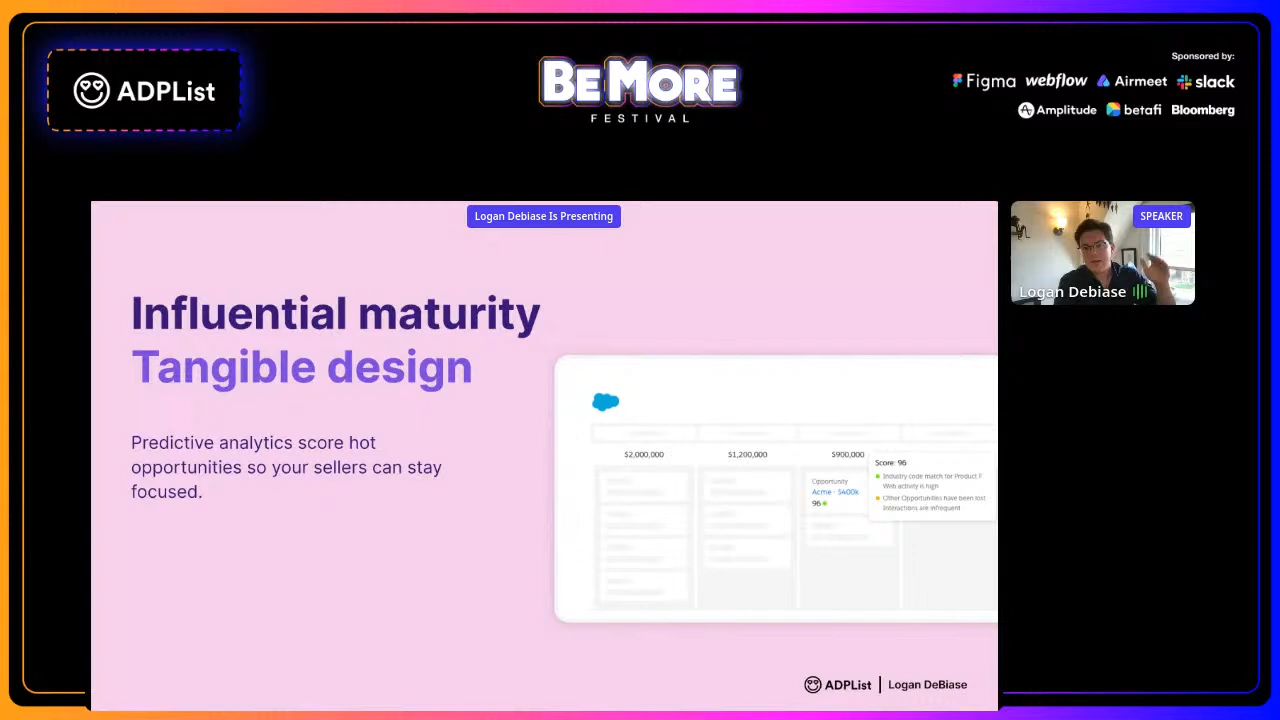 ADPList
BE MORE
FESTIVAL
Sponsored by:
Figma webflow Airmeet slack
Amplitude betafi Bloomberg
Logan Debiase Is Presenting
SPEAKER
Logan Debiase
Influential maturity
Tangible design
Predictive analytics score hot
opportunities so your sellers can stay
focused.
$2,000,000 $1,200,000 $900,000
Score: 96
Industry code match for Product F
Web activity is high
Other Opportunities have been lost
Interactions are infrequent
Opportunity
Acme - $400k
96
ADPList | Logan DeBiase